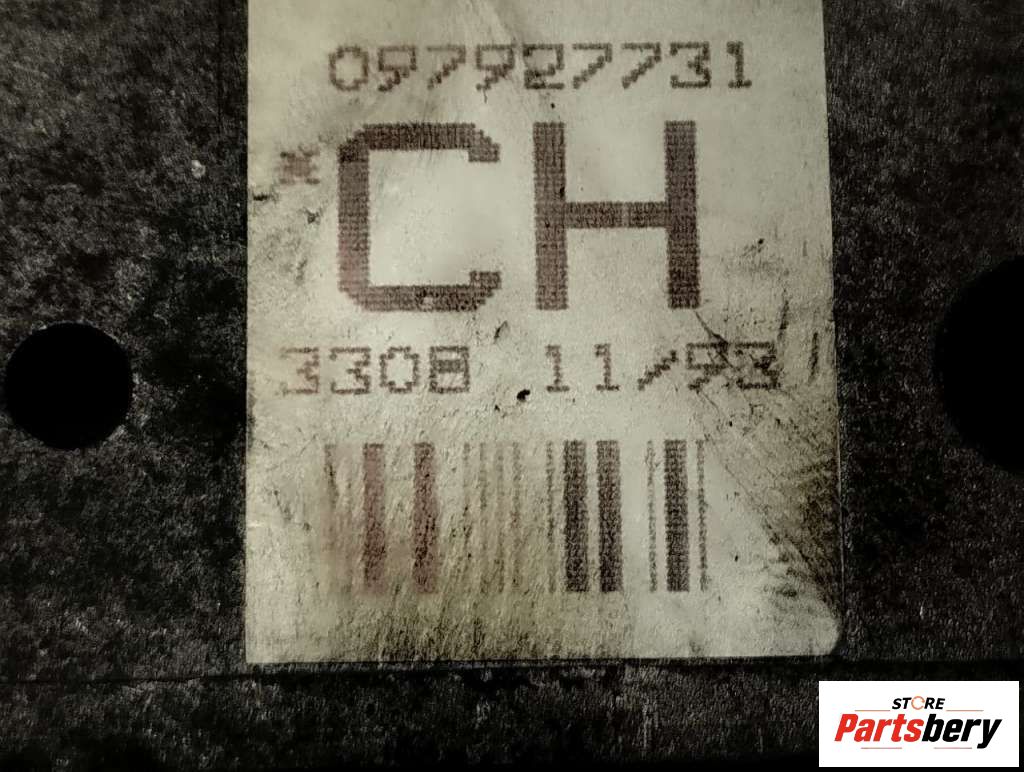 097927731
*CH
3308 11/93
STORE
Partsbery